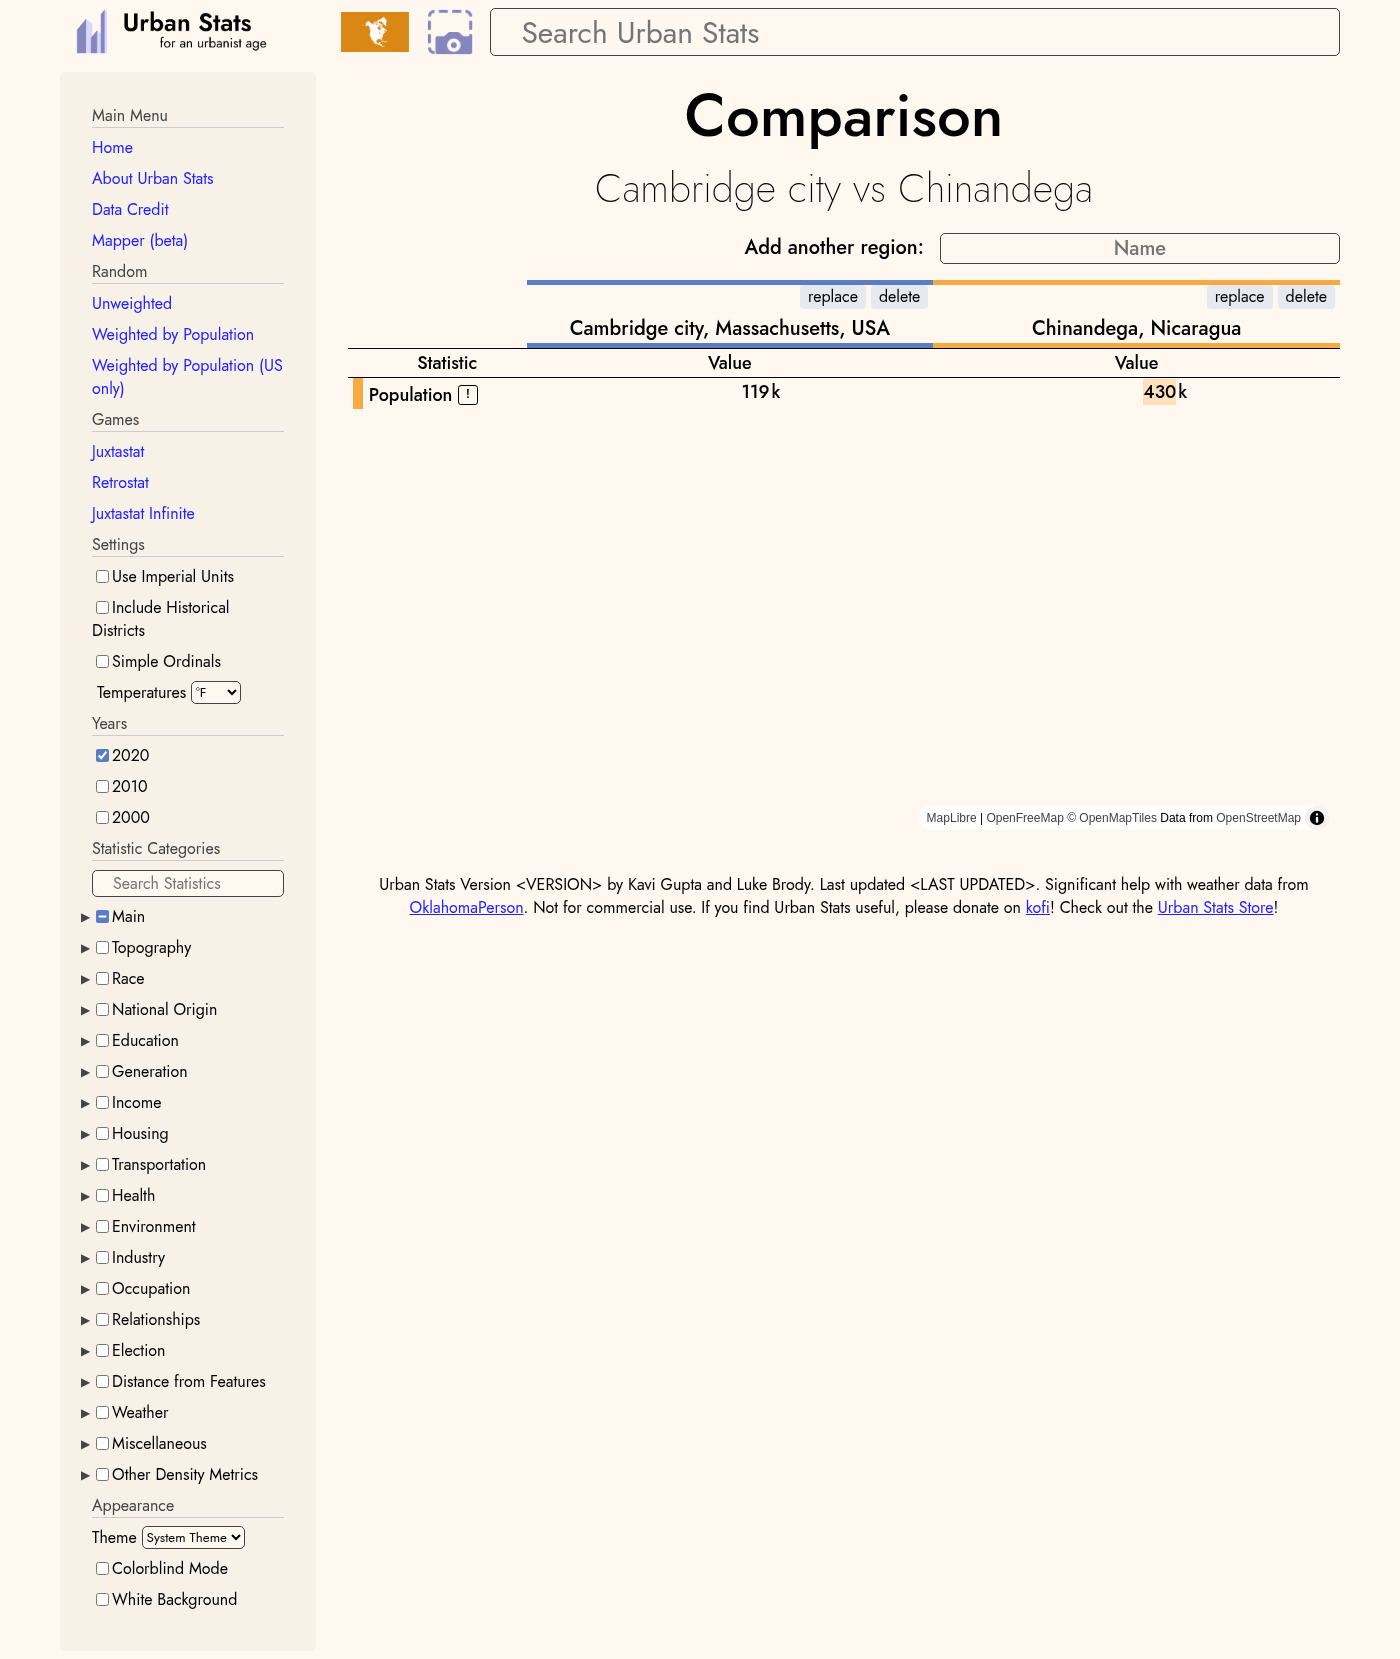 Urban Stats
for an urbanist age
Search Urban Stats
Main Menu
Home
About Urban Stats
Data Credit
Mapper (beta)
Random
Unweighted
Weighted by Population
Weighted by Population (US
only)
Games
Juxtastat
Retrostat
Juxtastat Infinite
Settings
Use Imperial Units
Include Historical
Districts
Simple Ordinals
Temperatures °F
Years
2020
2010
2000
Statistic Categories
Search Statistics
Main
Topography
Race
National Origin
Education
Generation
Income
Housing
Transportation
Health
Environment
Industry
Occupation
Relationships
Election
Distance from Features
Weather
Miscellaneous
Other Density Metrics
Appearance
Theme System Theme
Colorblind Mode
White Background
Comparison
Cambridge city vs Chinandega
Add another region: Name
replace delete replace delete
Cambridge city, Massachusetts, USA Chinandega, Nicaragua
Statistic Value Value
Population ! 119k 430k
MapLibre | OpenFreeMap © OpenMapTiles Data from OpenStreetMap
Urban Stats Version <VERSION> by Kavi Gupta and Luke Brody. Last updated <LAST UPDATED>. Significant help with weather data from
OklahomaPerson. Not for commercial use. If you find Urban Stats useful, please donate on kofi! Check out the Urban Stats Store!